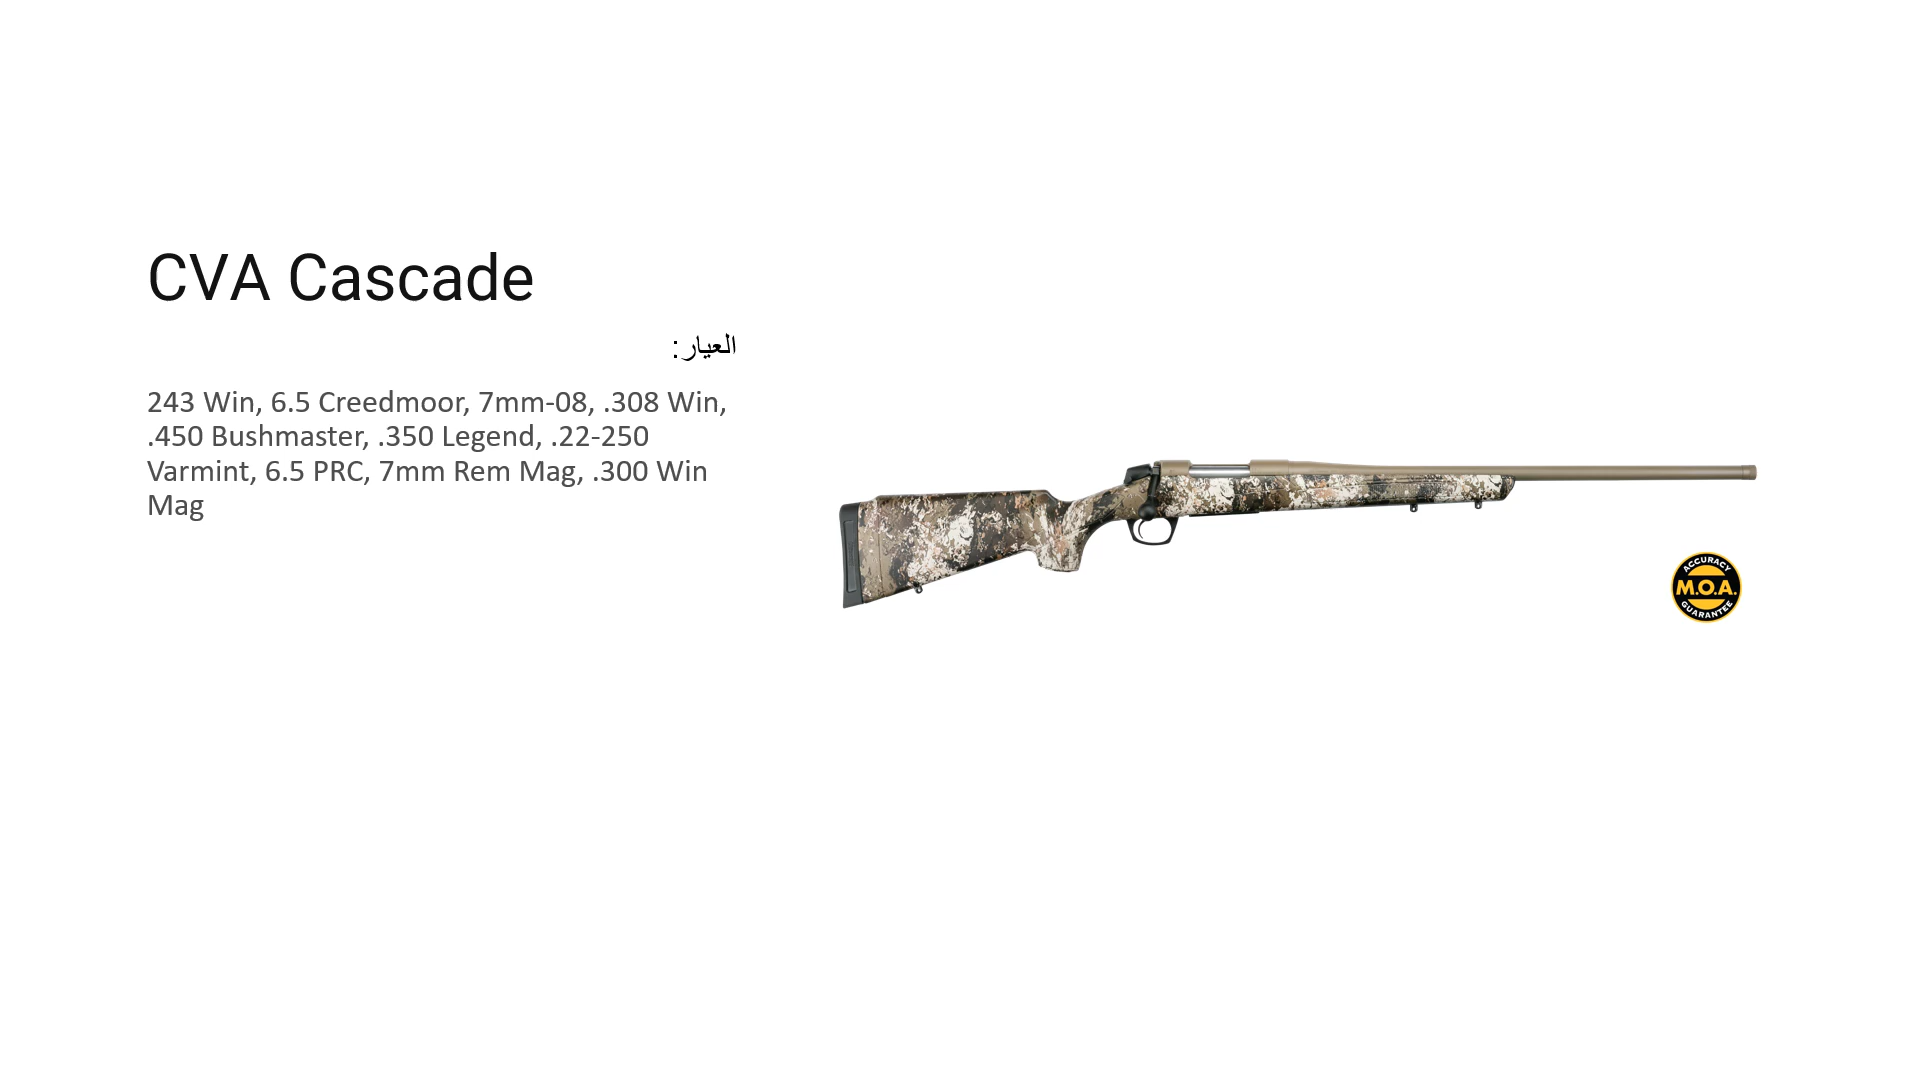 CVA Cascade
العيار:
243 Win, 6.5 Creedmoor, 7mm-08, .308 Win,
.450 Bushmaster, .350 Legend, .22-250
Varmint, 6.5 PRC, 7mm Rem Mag, .300 Win
Mag
ACCURACY
M.O.A.
GUARANTEE